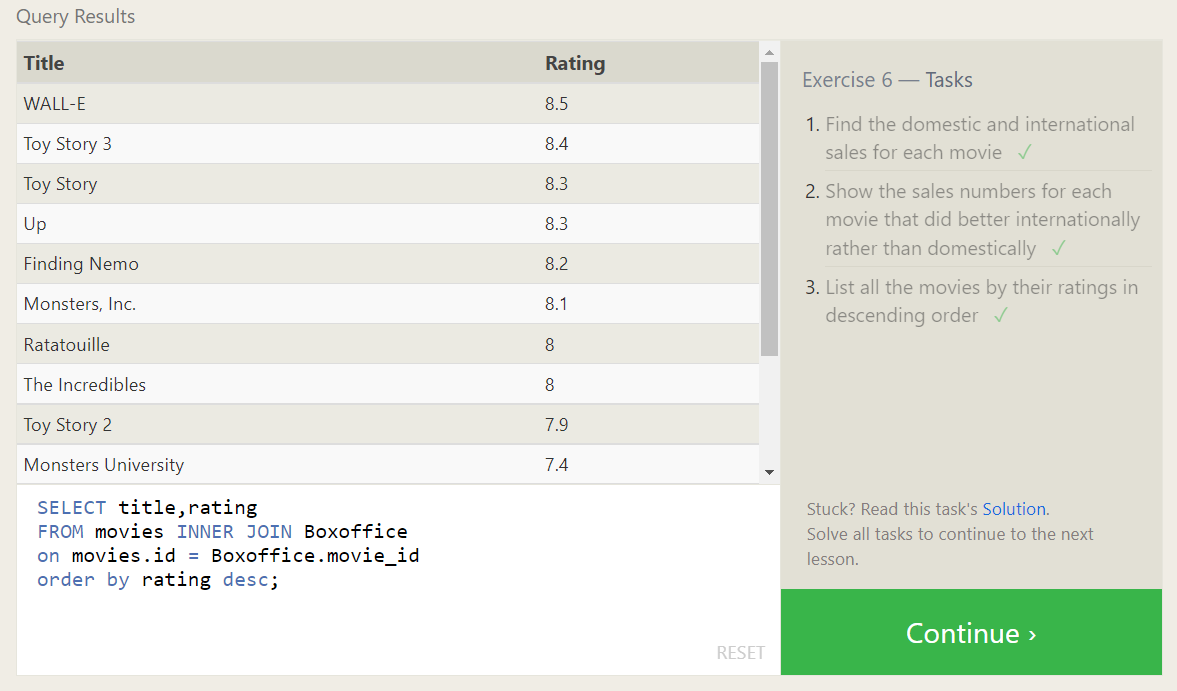 Query Results
Title Rating
WALL-E 8.5
Toy Story 3 8.4
Toy Story 8.3
Up 8.3
Finding Nemo 8.2
Monsters, Inc. 8.1
Ratatouille 8
The Incredibles 8
Toy Story 2 7.9
Monsters University 7.4
SELECT title,rating
FROM movies INNER JOIN Boxoffice
on movies.id = Boxoffice.movie_id
order by rating desc;
RESET
Exercise 6 — Tasks
1. Find the domestic and international
sales for each movie ✓
2. Show the sales numbers for each
movie that did better internationally
rather than domestically ✓
3. List all the movies by their ratings in
descending order ✓
Stuck? Read this task's Solution.
Solve all tasks to continue to the next
lesson.
Continue ›